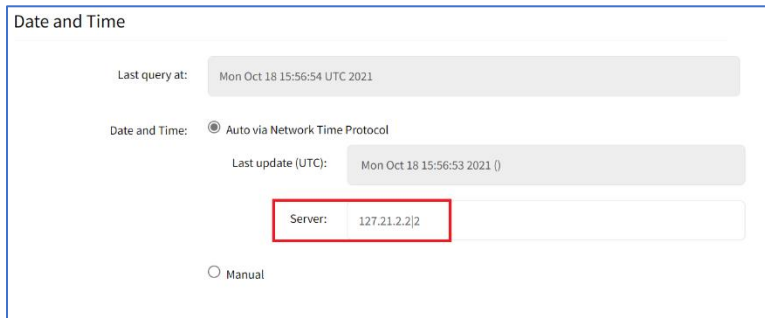 Date and Time
Last query at: Mon Oct 18 15:56:54 UTC 2021
Date and Time: Auto via Network Time Protocol
Last update (UTC): Mon Oct 18 15:56:53 2021 ()
Server: 127.21.2.2|2
Manual